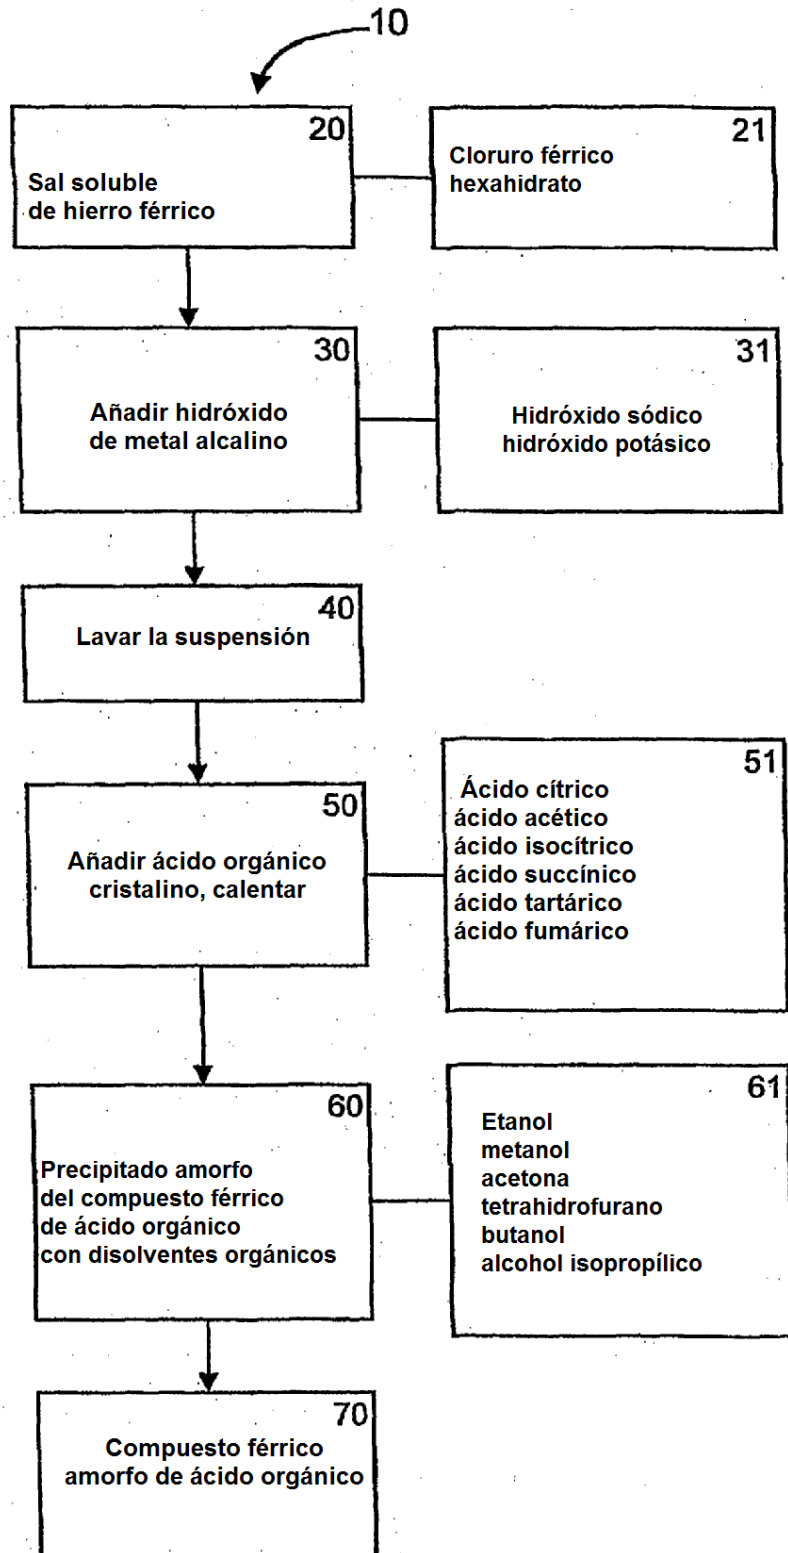 10
20
Sal soluble
de hierro férrico
21
Cloruro férrico
hexahidrato
30
Añadir hidróxido
de metal alcalino
31
Hidróxido sódico
hidróxido potásico
40
Lavar la suspensión
50
Añadir ácido orgánico
cristalino, calentar
51
Ácido cítrico
ácido acético
ácido isocítrico
ácido succínico
ácido tartárico
ácido fumárico
60
Precipitado amorfo
del compuesto férrico
de ácido orgánico
con disolventes orgánicos
61
Etanol
metanol
acetona
tetrahidrofurano
butanol
alcohol isopropílico
70
Compuesto férrico
amorfo de ácido orgánico